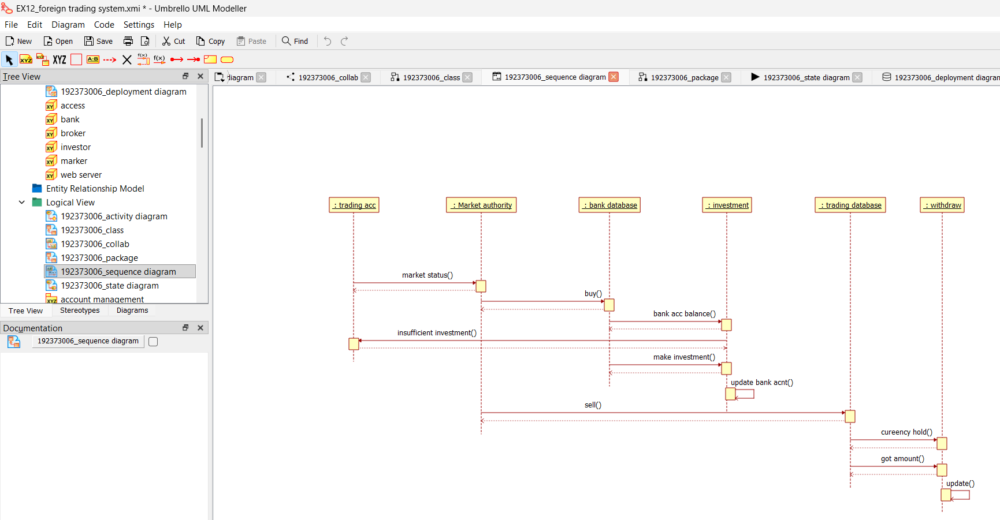 EX12_foreign trading system.xmi * - Umbrello UML Modeller
File Edit Diagram Code Settings Help
New Open Save Cut Copy Paste Find
XYZ XYZ XYZ A:B f(x) f(x)
Tree View
diagram 192373006_collab 192373006_class 192373006_sequence diagram 192373006_package 192373006_state diagram 192373006_deployment diagram
192373006_deployment diagram
access
bank
broker
investor
marker
web server
Entity Relationship Model
Logical View
192373006_activity diagram
192373006_class
192373006_collab
192373006_package
192373006_sequence diagram
192373006_state diagram
account management
Tree View Stereotypes Diagrams
Documentation
192373006_sequence diagram
: trading acc : Market authority : bank database : investment : trading database : withdraw
market status()
buy()
bank acc balance()
insufficient investment()
make investment()
update bank acnt()
sell()
cureency hold()
got amount()
update()